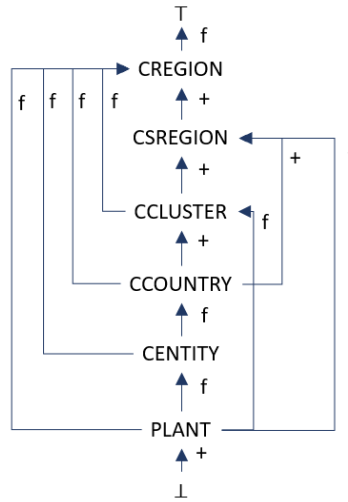 ⊤
f
CREGION
f f f f +
CSREGION
+ +
CCLUSTER
f
+
CCOUNTRY
f
CENTITY
f
PLANT
+
⊥